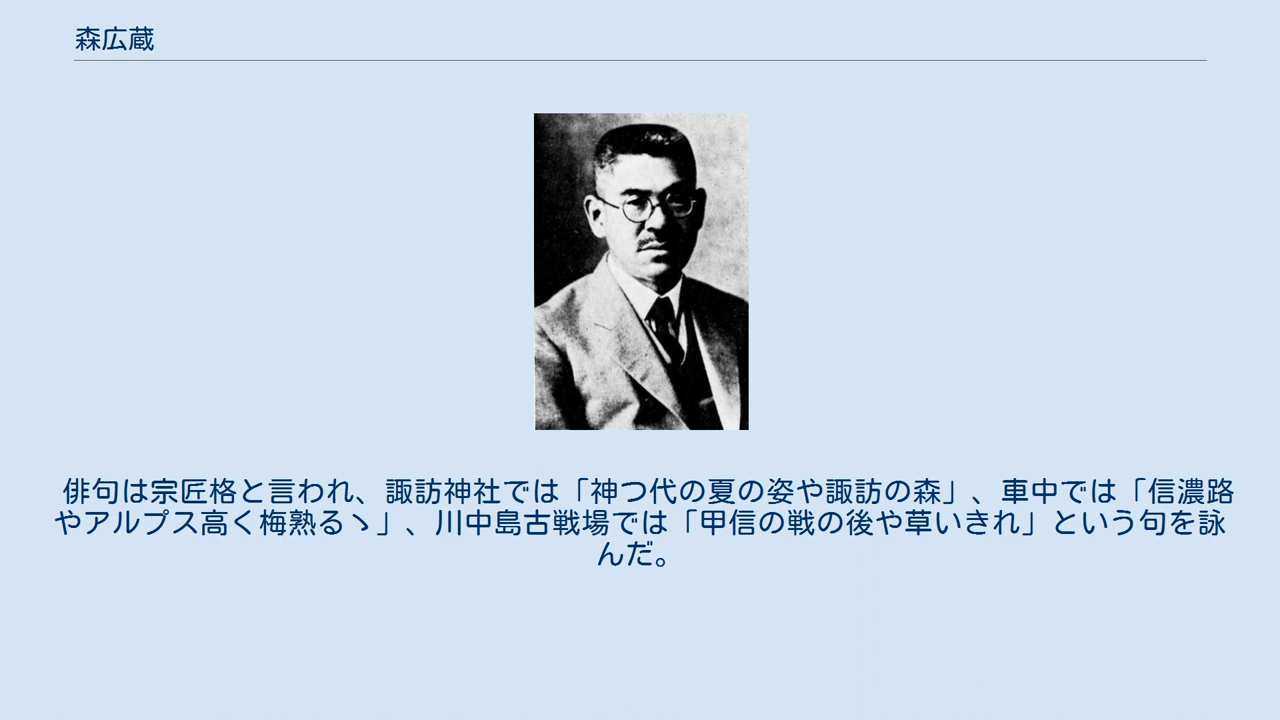 森広蔵
俳句は宗匠格と言われ、諏訪神社では「神つ代の夏の姿や諏訪の森」、車中では「信濃路
やアルプス高く梅熟るゝ」、川中島古戦場では「甲信の戦の後や草いきれ」という句を詠
んだ。